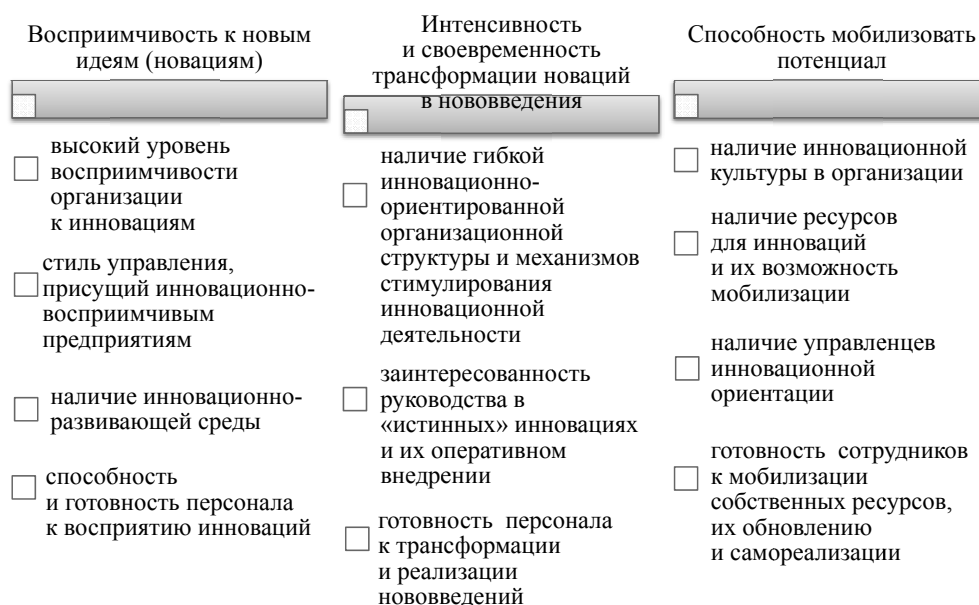 Восприимчивость к новым
идеям (новациям)
высокий уровень
восприимчивости
организации
к инновациям
стиль управления,
присущий инновационно-
восприимчивым
предприятиям
наличие инновационно-
развивающей среды
способность
и готовность персонала
к восприятию инноваций
Интенсивность
и своевременность
трансформации новаций
в нововведения
наличие гибкой
инновационно-
ориентированной
организационной
структуры и механизмов
стимулирования
инновационной
деятельности
заинтересованность
руководства в
«истинных» инновациях
и их оперативном
внедрении
готовность персонала
к трансформации
и реализации
нововведений
Способность мобилизовать
потенциал
наличие инновационной
культуры в организации
наличие ресурсов
для инноваций
и их возможность
мобилизации
наличие управленцев
инновационной
ориентации
готовность сотрудников
к мобилизации
собственных ресурсов,
их обновлению
и самореализации